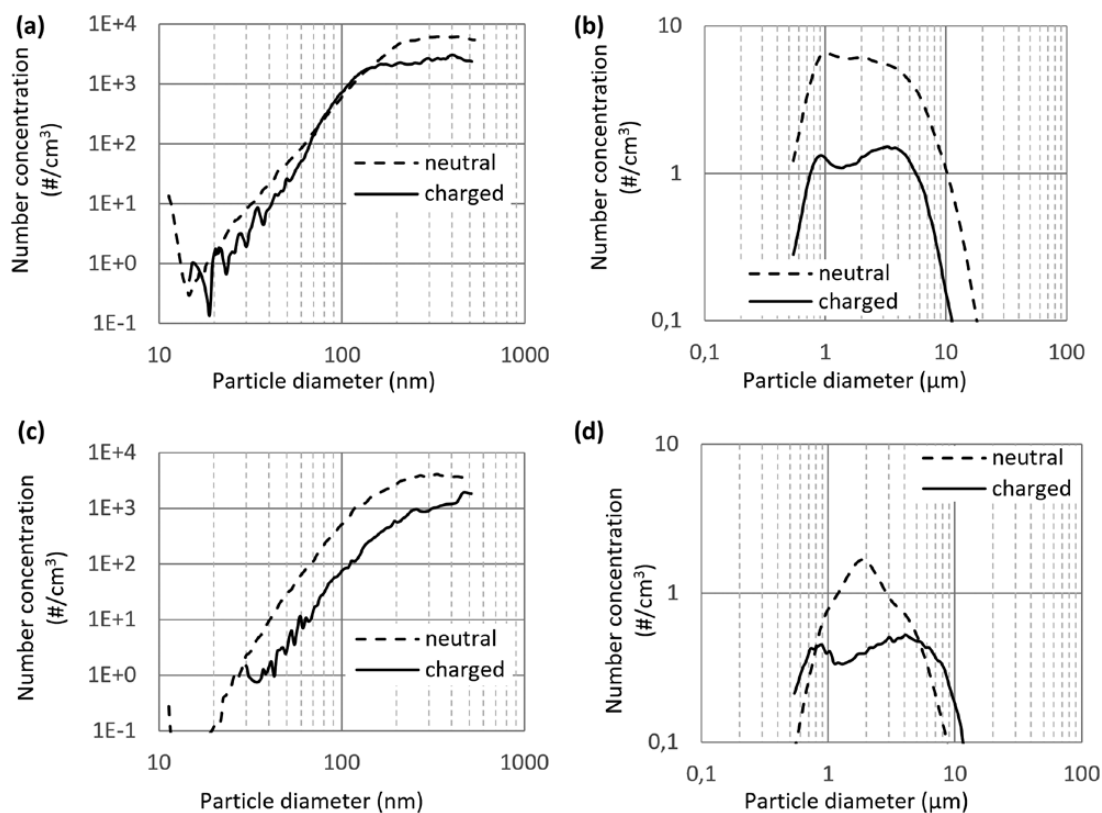 (a)
1E+4
1E+3
1E+2
1E+1
1E+0
1E-1
Number concentration
(#/cm³)
neutral
charged
10
100
1000
Particle diameter (nm)
(b)
10
1
0,1
Number concentration
(#/cm³)
neutral
charged
0,1
1
10
100
Particle diameter (µm)
(c)
1E+4
1E+3
1E+2
1E+1
1E+0
1E-1
Number concentration
(#/cm³)
neutral
charged
10
100
1000
Particle diameter (nm)
(d)
10
1
0,1
Number concentration
(#/cm³)
neutral
charged
0,1
1
10
100
Particle diameter (µm)